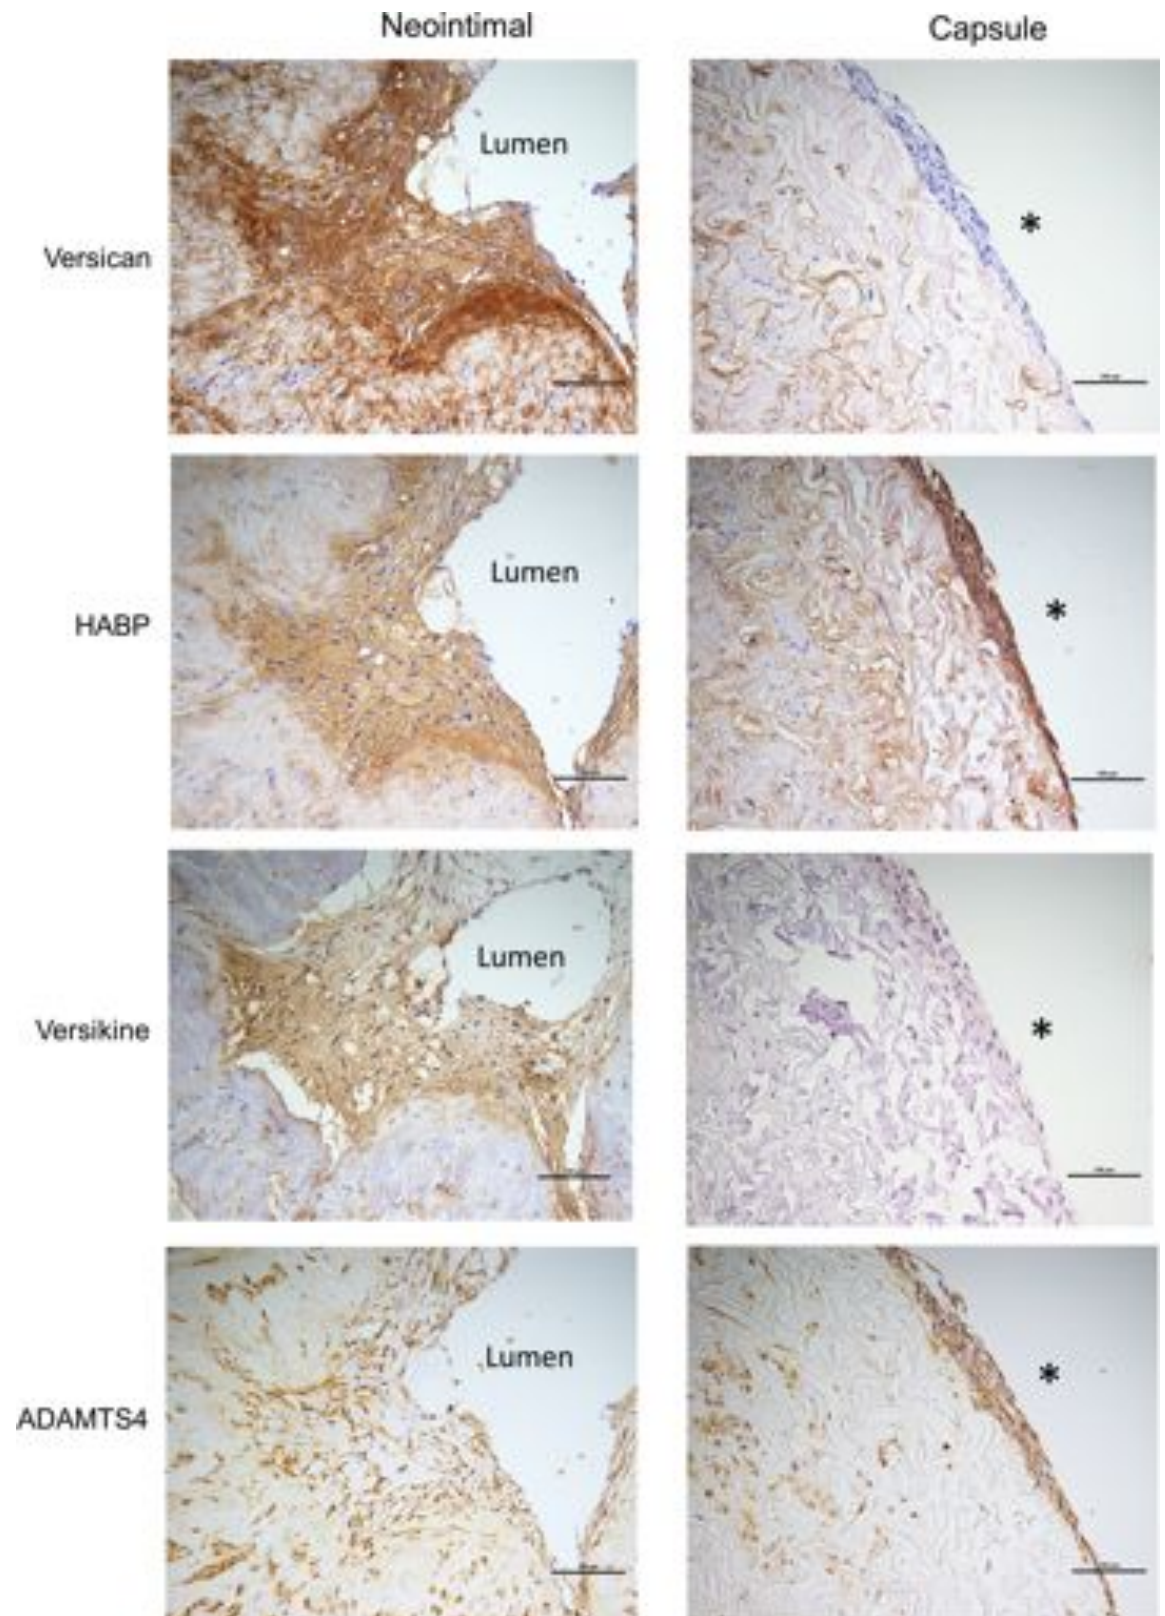 Neointimal Capsule
Versican Lumen *
HABP Lumen *
Versikine Lumen *
ADAMTS4 Lumen *